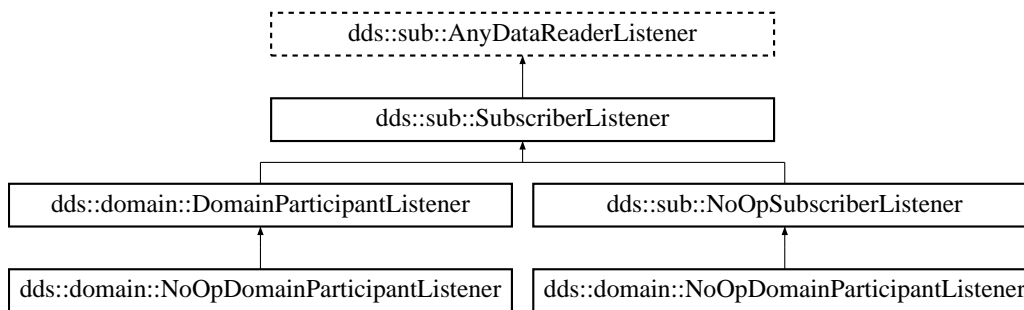 dds::sub::AnyDataReaderListener
dds::sub::SubscriberListener
dds::domain::DomainParticipantListener
dds::sub::NoOpSubscriberListener
dds::domain::NoOpDomainParticipantListener
dds::domain::NoOpDomainParticipantListener